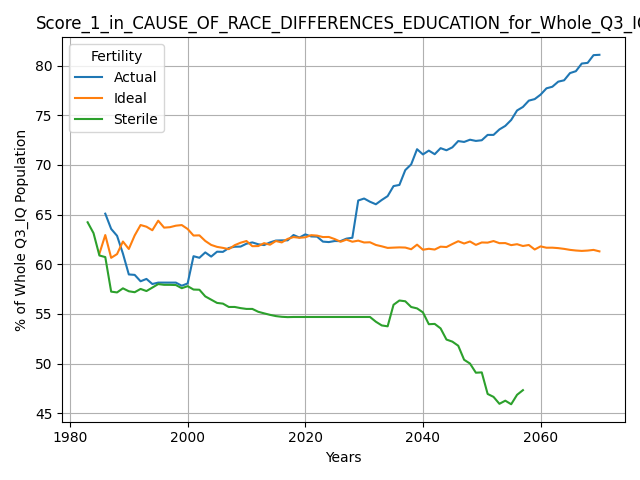 Score_1_in_CAUSE_OF_RACE_DIFFERENCES_EDUCATION_for_Whole_Q3_IQ
Fertility
Actual
Ideal
Sterile
80
75
70
65
60
55
50
45
% of Whole Q3_IQ Population
1980
2000
2020
2040
2060
Years